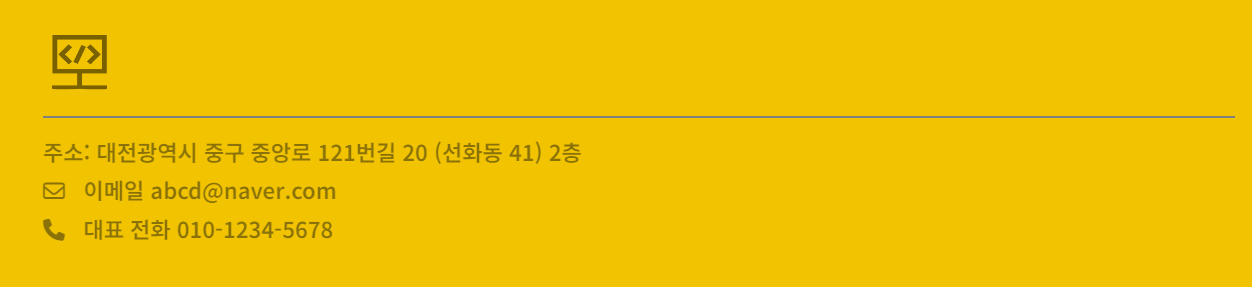 </>
주소: 대전광역시 중구 중앙로 121번길 20 (선화동 41) 2층
이메일 abcd@naver.com
대표 전화 010-1234-5678